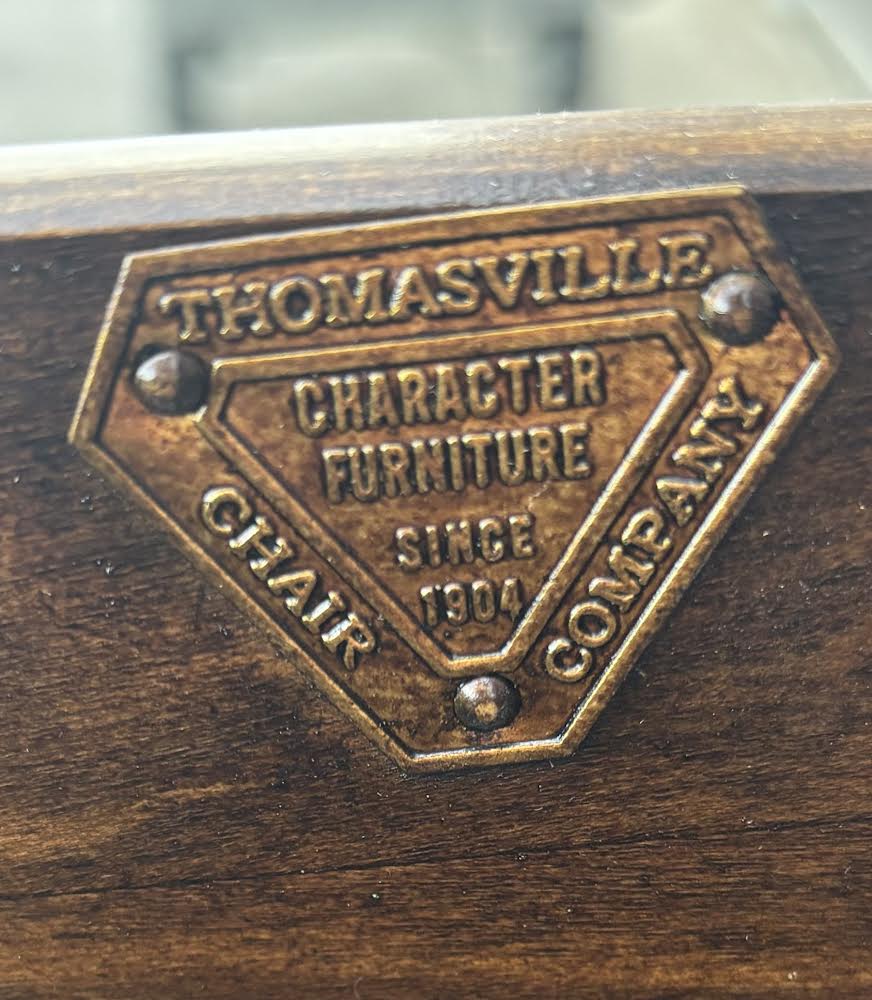 THOMASVILLE
CHARACTER
FURNITURE
SINCE
1904
CHAIR
COMPANY